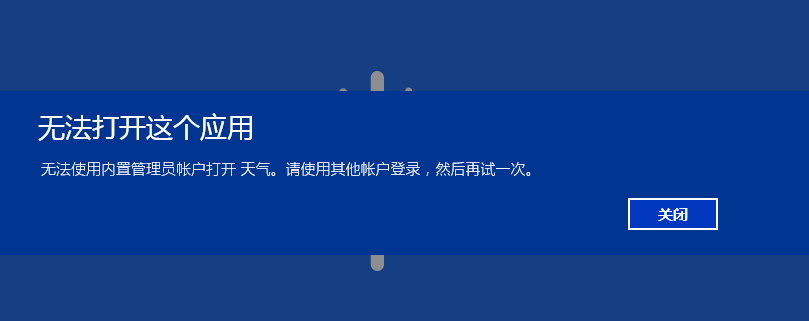 无法打开这个应用
无法使用内置管理员帐户打开 天气。请使用其他帐户登录，然后再试一次。
关闭